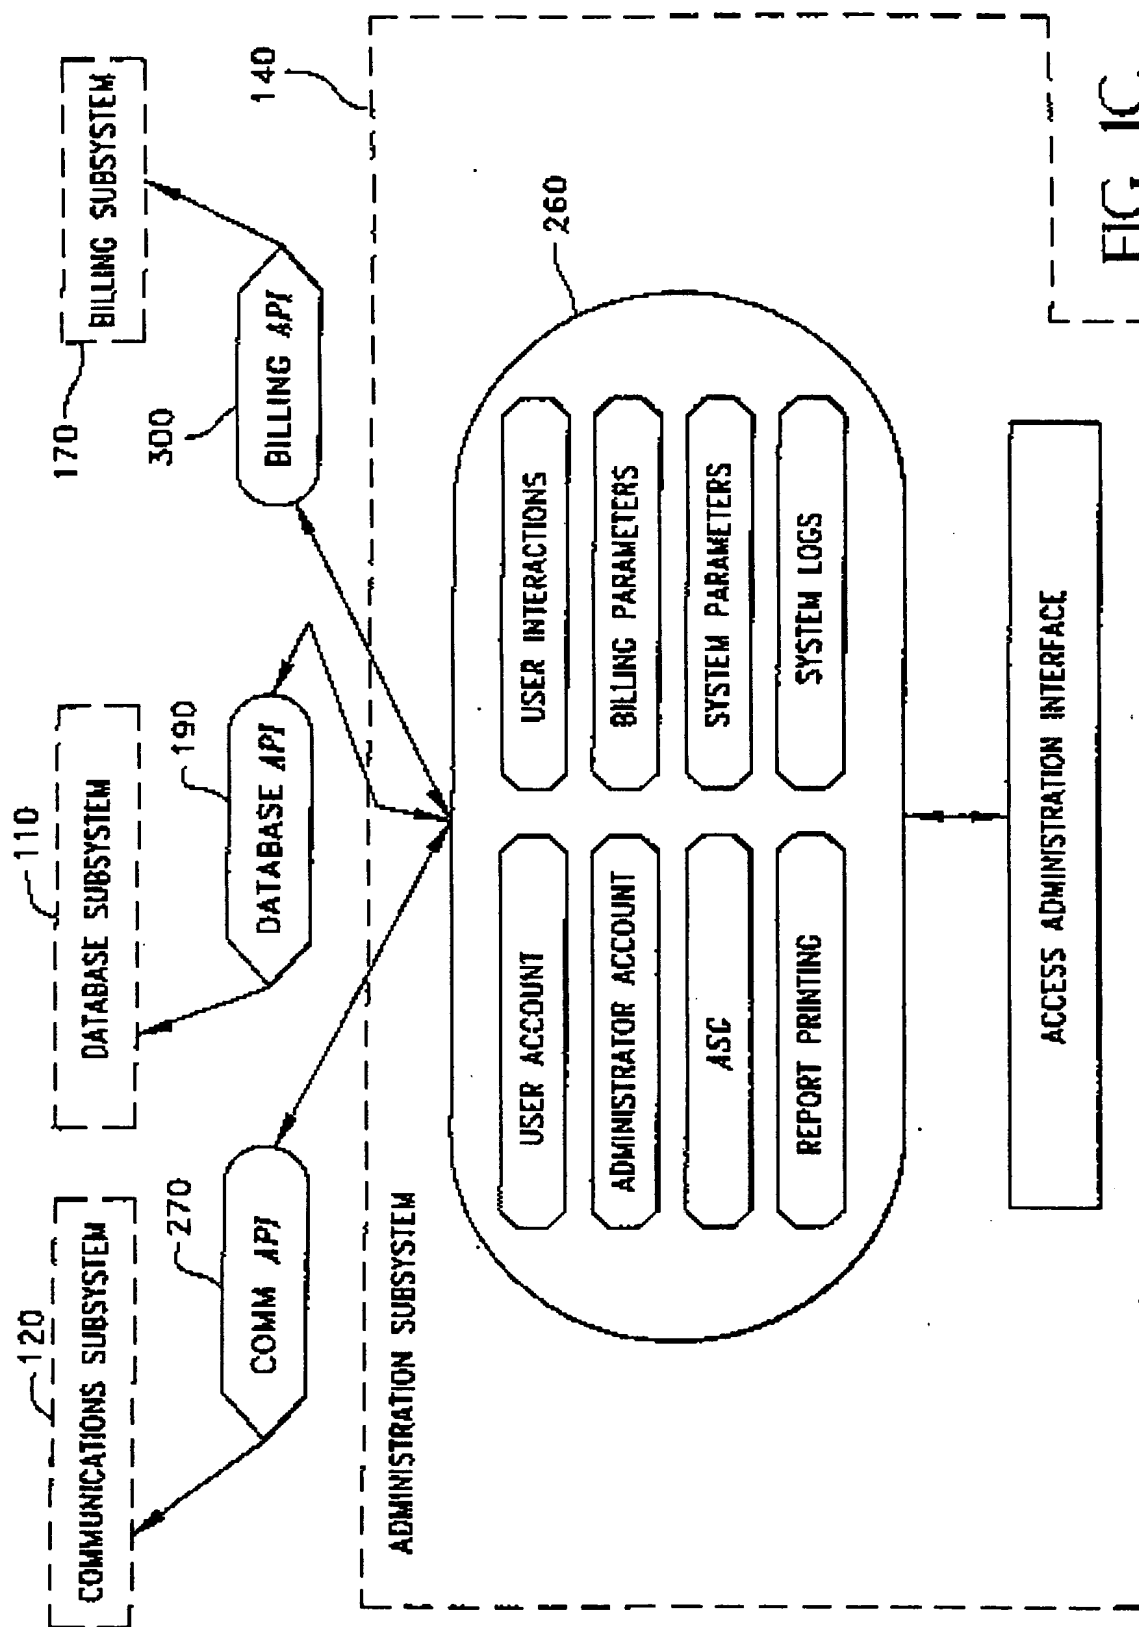 120
COMMUNICATIONS SUBSYSTEM
110
DATABASE SUBSYSTEM
170
BILLING SUBSYSTEM
270
COMM API
190
DATABASE API
300
BILLING API
140
ADMINISTRATION SUBSYSTEM
260
USER ACCOUNT
USER INTERACTIONS
ADMINISTRATOR ACCOUNT
BILLING PARAMETERS
ASC
SYSTEM PARAMETERS
REPORT PRINTING
SYSTEM LOGS
ACCESS ADMINISTRATION INTERFACE
FIG. 1C